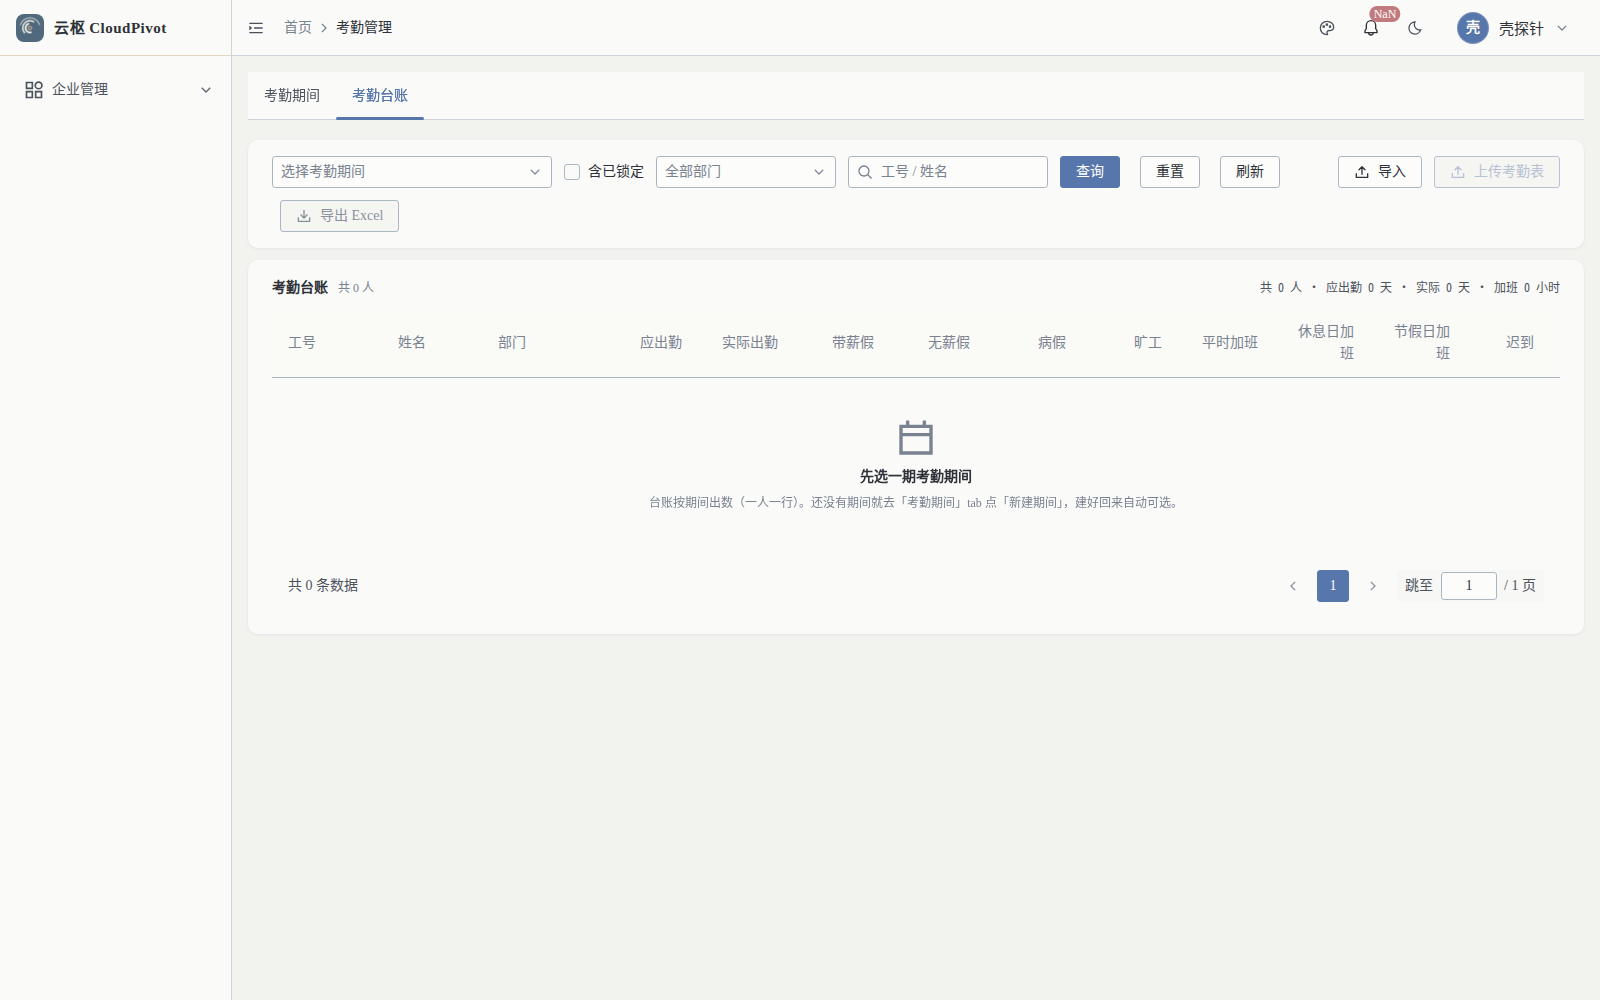 云枢 CloudPivot
首页 > 考勤管理
NaN
壳 壳探针
企业管理
考勤期间 考勤台账
选择考勤期间 含已锁定 全部部门 工号 / 姓名 查询 重置 刷新 导入 上传考勤表
导出 Excel
考勤台账 共 0 人 共 0 人 · 应出勤 0 天 · 实际 0 天 · 加班 0 小时
工号 姓名 部门 应出勤 实际出勤 带薪假 无薪假 病假 旷工 平时加班 休息日加班 节假日加班 迟到
先选一期考勤期间
台账按期间出数（一人一行）。还没有期间就去「考勤期间」tab 点「新建期间」，建好回来自动可选。
共 0 条数据 1 跳至 1 / 1 页